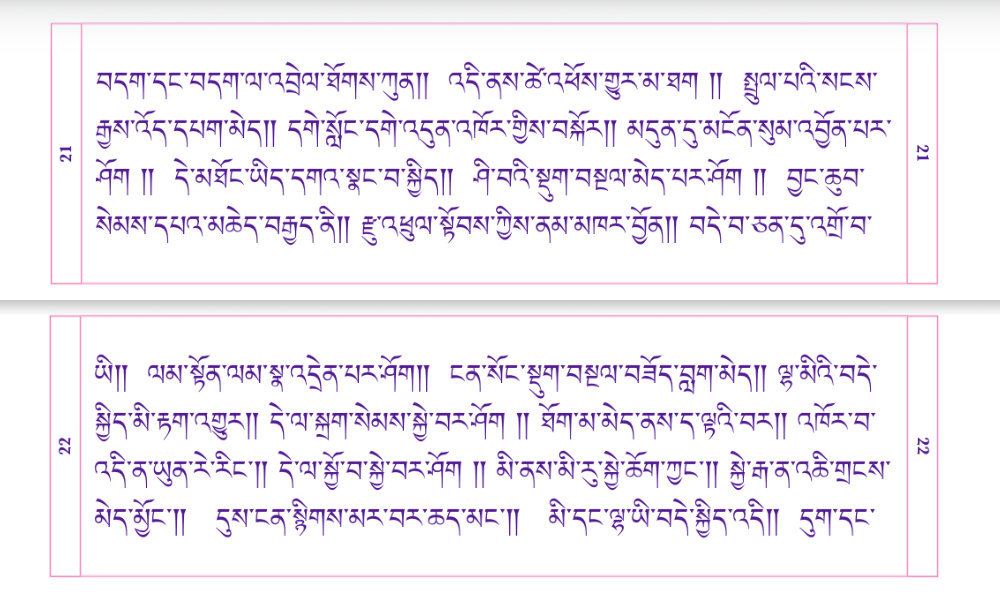 བདག་དང་བདག་ལ་འབྲེལ་ཐོགས་ཀུན།། འདི་ནས་ཚེ་འཕོས་གྱུར་མ་ཐག །། སྤྲུལ་པའི་སངས་
21
རྒྱས་འོད་དཔག་མེད།། དགེ་སློང་དགེ་འདུན་འཁོར་གྱིས་བསྐོར།། མདུན་དུ་མངོན་སུམ་འབྱོན་པར་
21
ཤོག །། དེ་མཐོང་ཡིད་དགའ་སྣང་བ་སྐྱིད།། ཤི་བའི་སྡུག་བསྔལ་མེད་པར་ཤོག །། བྱང་ཆུབ་
སེམས་དཔའ་མཆེད་བརྒྱད་ནི།། རྫུ་འཕྲུལ་སྟོབས་ཀྱིས་ནམ་མཁར་བྱོན།། བདེ་བ་ཅན་དུ་འགྲོ་བ་
ཡི།། ལམ་སྟོན་ལམ་སྣ་འདྲེན་པར་ཤོག།། ངན་སོང་སྡུག་བསྔལ་བཟོད་བླག་མེད།། ལྷ་མིའི་བདེ་
22
སྐྱིད་མི་རྟག་འགྱུར།། དེ་ལ་སྐྲག་སེམས་སྐྱེ་བར་ཤོག །། ཐོག་མ་མེད་ནས་ད་ལྟའི་བར།། འཁོར་བ་
22
འདི་ན་ཡུན་རེ་རིང་།། དེ་ལ་སྐྱོ་བ་སྐྱེ་བར་ཤོག །། མི་ནས་མི་རུ་སྐྱེ་ཆོག་ཀྱང་།། སྐྱེ་རྒ་ན་འཆི་གྲངས་
མེད་མྱོང་།། དུས་ངན་སྙིགས་མར་བར་ཆད་མང་།། མི་དང་ལྷ་ཡི་བདེ་སྐྱིད་འདི།། དུག་དང་